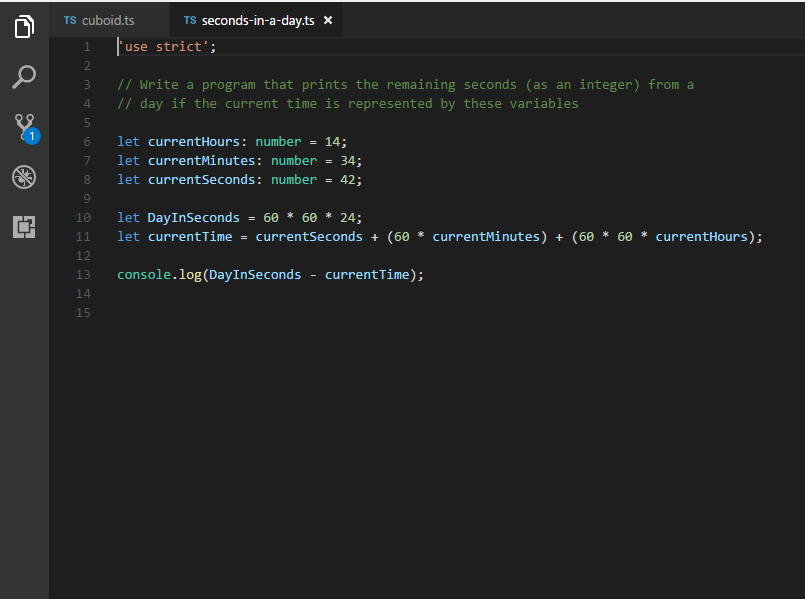 TS cuboid.ts TS seconds-in-a-day.ts ×
1 'use strict';
2
3 // Write a program that prints the remaining seconds (as an integer) from a
4 // day if the current time is represented by these variables
5
6 let currentHours: number = 14;
7 let currentMinutes: number = 34;
8 let currentSeconds: number = 42;
9
10 let DayInSeconds = 60 * 60 * 24;
11 let currentTime = currentSeconds + (60 * currentMinutes) + (60 * 60 * currentHours);
12
13 console.log(DayInSeconds - currentTime);
14
15
1